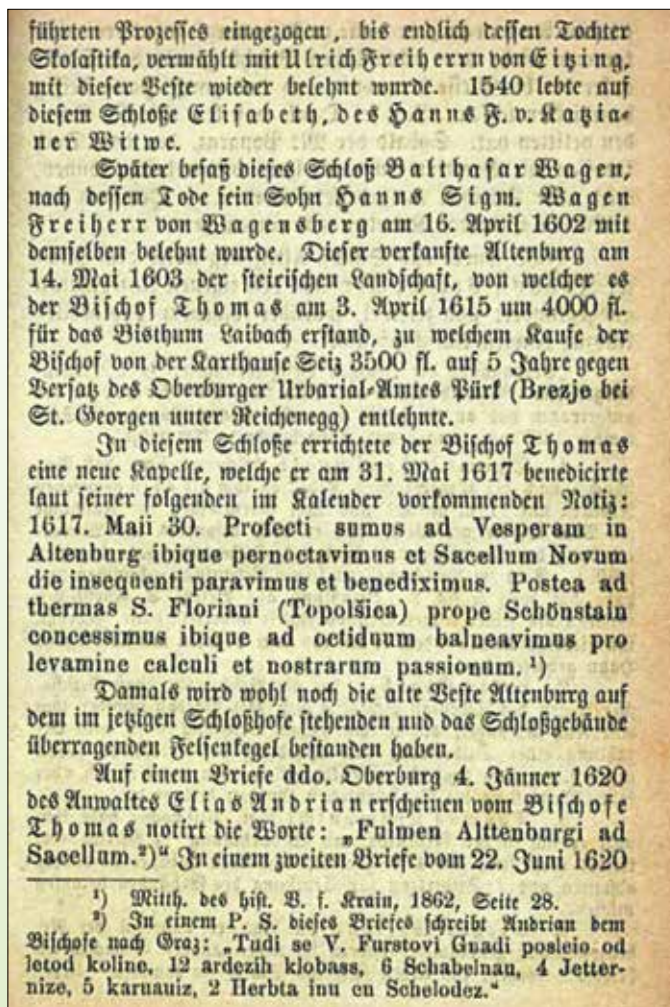 führten Prozesses eingezogen, bis endlich dessen Tochter
Skolastika, vermählt mit Ulrich Freiherrn von Eitzing,
mit dieser Veste wieder belehnt wurde. 1540 lebte auf
diesem Schloße Elisabeth, des Hanns F. v. Katzia-
ner Witwe.
Später besaß dieses Schloß Balthasar Wagen,
nach dessen Tode sein Sohn Hanns Sigm. Wagen
Freiherr von Wagensberg am 16. April 1602 mit
demselben belehnt wurde. Dieser verkaufte Altenburg am
14. Mai 1603 der steirischen Landschaft, von welcher es
der Bischof Thomas am 3. April 1615 um 4000 fl.
für das Bisthum Laibach erstand, zu welchem Kaufe der
Bischof von der Karthause Seiz 3500 fl. auf 5 Jahre gegen
Versatz des Oberburger Urbarial-Amtes Pürk (Brezje bei
St. Georgen unter Reichenegg) entlehnte.
In diesem Schloße errichtete der Bischof Thomas
eine neue Kapelle, welche er am 31. Mai 1617 benedicirte
laut seiner folgenden im Kalender vorkommenden Notiz:
1617. Maii 30. Profecti sumus ad Vesperam in
Altenburg ibique pernoctavimus et Sacellum Novum
die insequenti paravimus et benediximus. Postea ad
thermas S. Floriani (Topolšica) prope Schönstain
concessimus ibique ad octiduum balneavimus pro
levamine calculi et nostrarum passionum. ¹)
Damals wird wohl noch die alte Veste Altenburg auf
dem im jetzigen Schloßhofe stehenden und das Schloßgebäude
überragenden Felsenkegel bestanden haben.
Auf einem Briefe ddo. Oberburg 4. Jänner 1620
des Anwaltes Elias Andrian erscheinen vom Bischofe
Thomas notirt die Worte: „Fulmen Alttenburgi ad
Sacellum.²)“ In einem zweiten Briefe vom 22. Juni 1620
¹) Mitth. des hist. V. f. Krain, 1862, Seite 28.
²) In einem P. S. dieses Briefes schreibt Andrian dem
Bischofe nach Graz: „Tudi se V. Furstovi Gnadi posleio od
letod koline, 12 ardezih klobass, 6 Schabelnau, 4 Jetter-
nize, 5 karuauiz, 2 Herbta inu en Schelodez.“